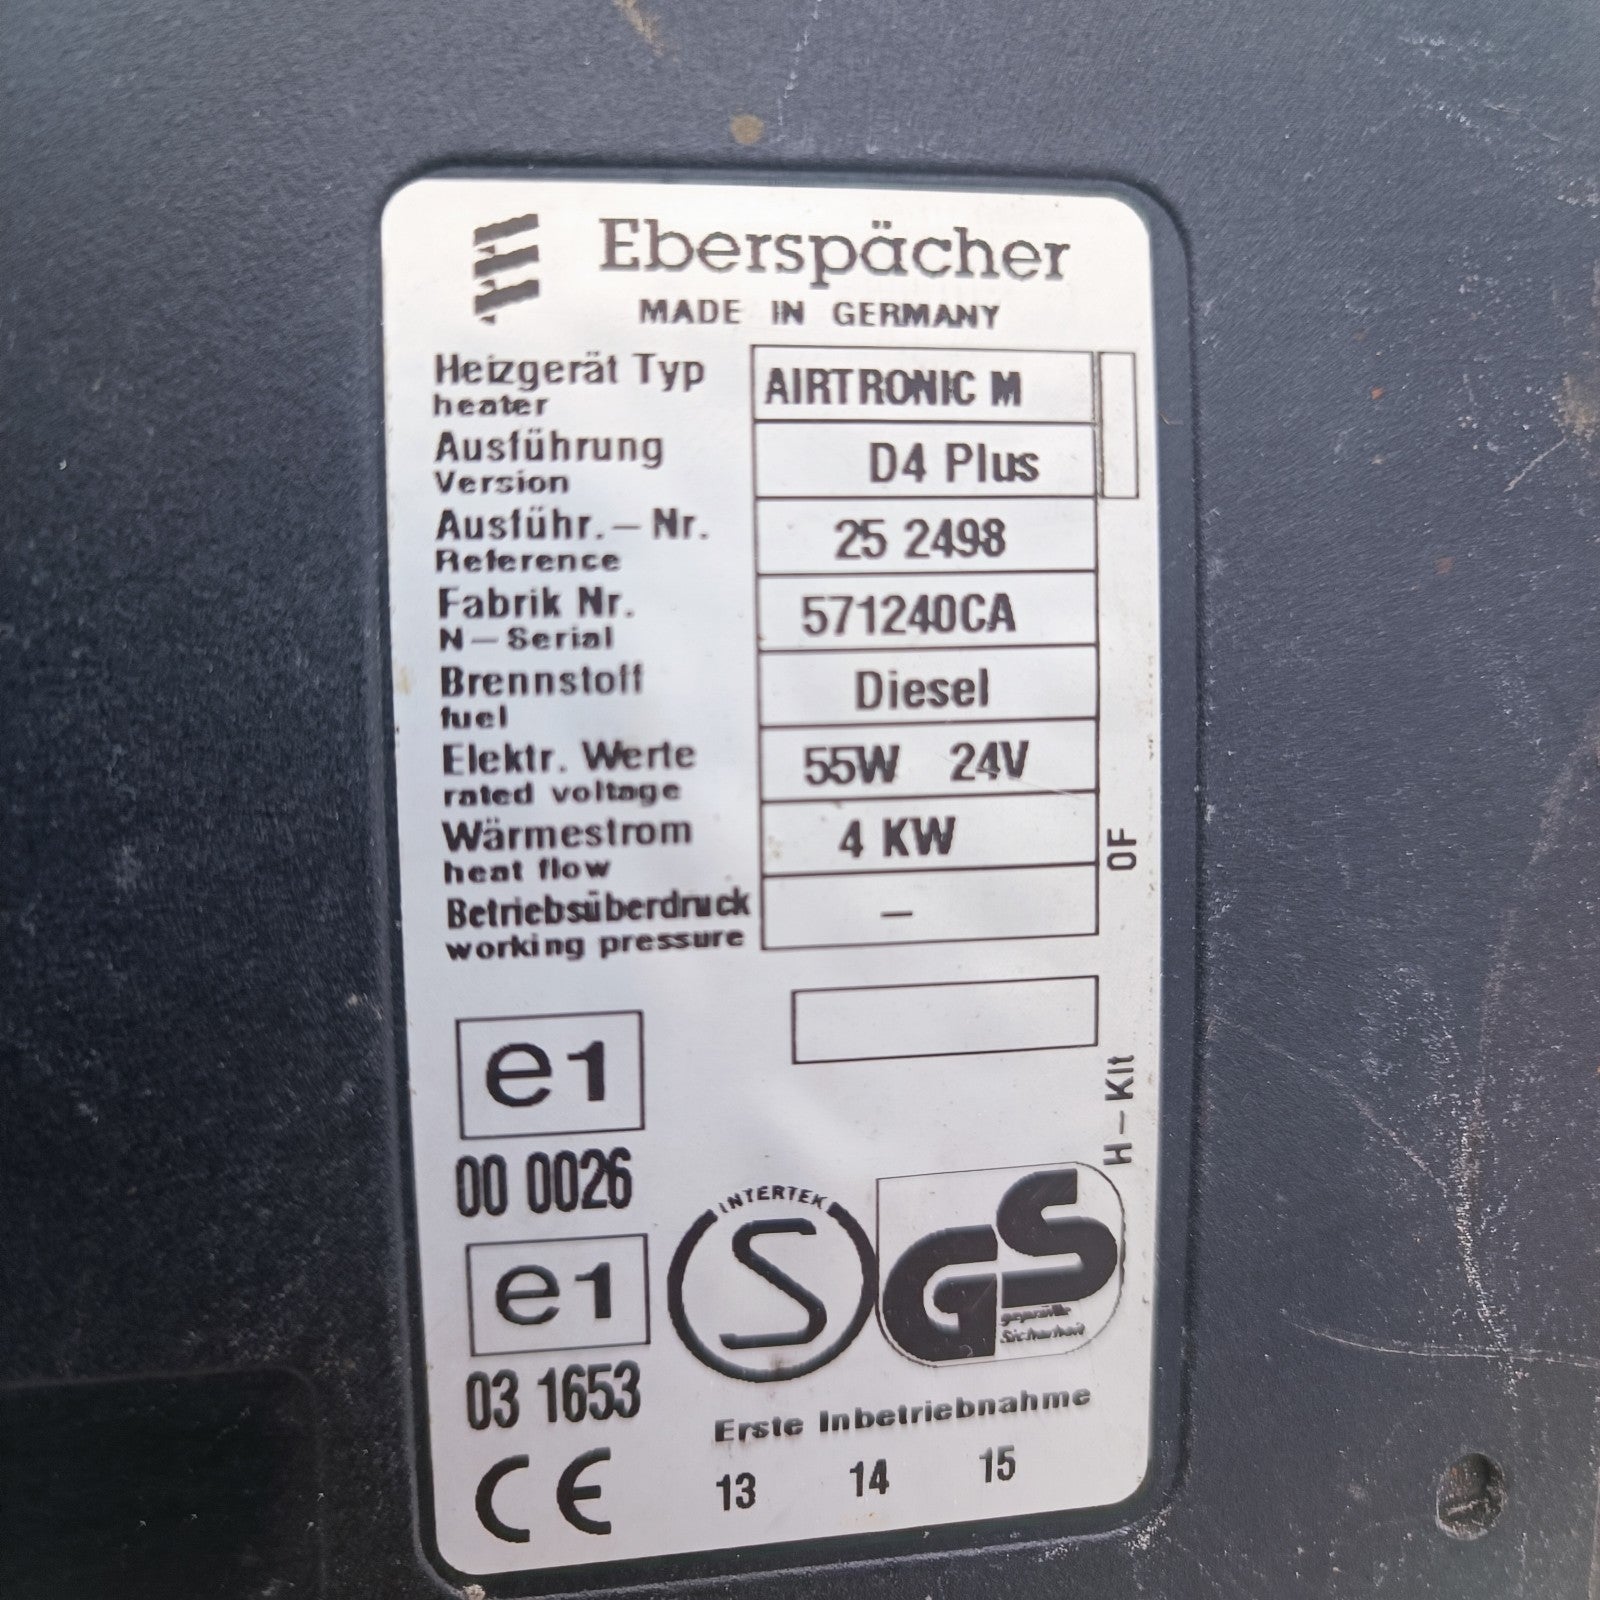 Eberspächer
MADE IN GERMANY
Heizgerät Typ AIRTRONIC M
heater
Ausführung D4 Plus
Version
Ausführ.-Nr. 25 2498
Reference
Fabrik Nr. 571240CA
N-Serial
Brennstoff Diesel
fuel
Elektr. Werte 55W 24V
rated voltage
Wärmestrom 4 KW
heat flow
OF
Betriebsüberdruck –
working pressure
e1
H-Kit
00 0026
INTERTEK
S
GS
geprüfte
Sicherheit
e1
03 1653
Erste Inbetriebnahme
CE
13 14 15